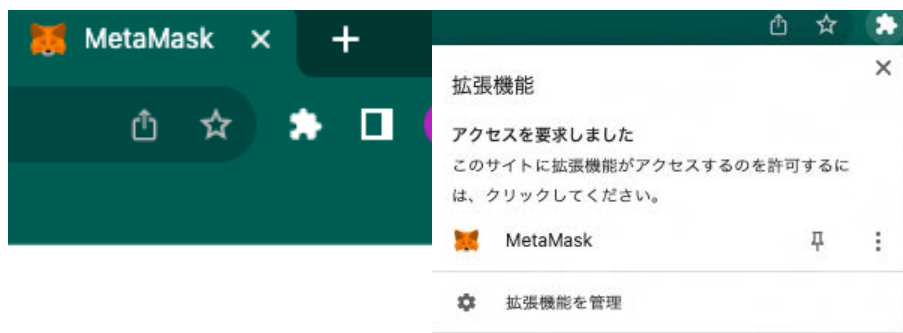 MetaMask
拡張機能
アクセスを要求しました
このサイトに拡張機能がアクセスするのを許可するに
は、クリックしてください。
MetaMask
拡張機能を管理